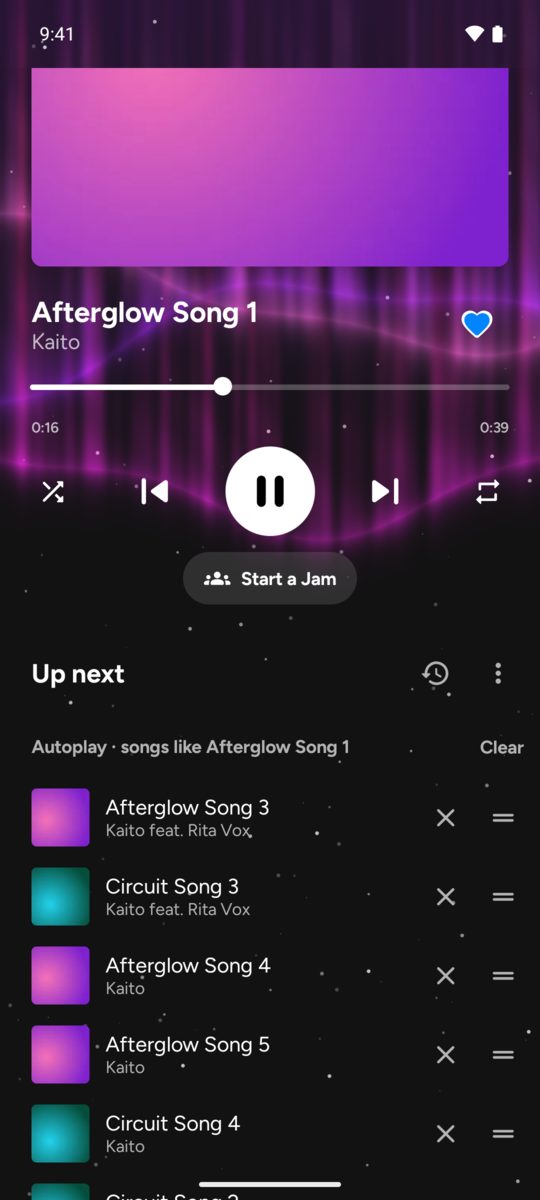 9:41
Afterglow Song 1
Kaito
0:16
0:39
Start a Jam
Up next
Autoplay · songs like Afterglow Song 1
Clear
Afterglow Song 3
Kaito feat. Rita Vox
Circuit Song 3
Kaito feat. Rita Vox
Afterglow Song 4
Kaito
Afterglow Song 5
Kaito
Circuit Song 4
Kaito
Circuit Song